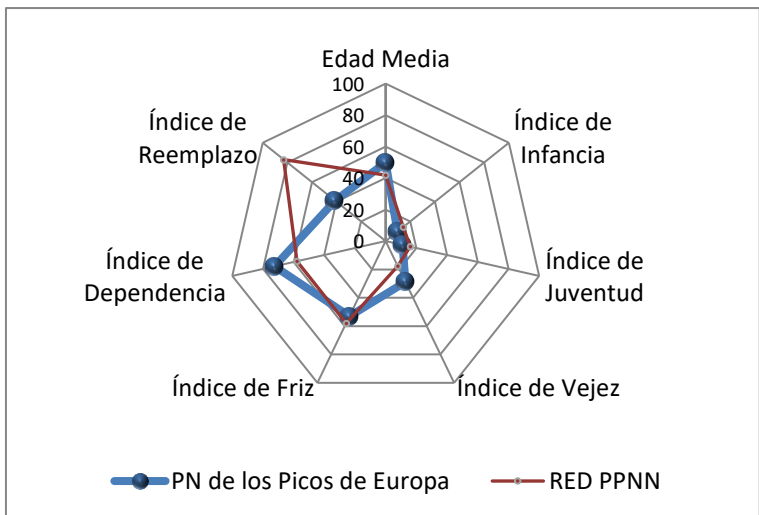 Edad Media
100
80
60
40
20
0
Índice de
Infancia
Índice de
Juventud
Índice de Vejez
Índice de Friz
Índice de
Dependencia
Índice de
Reemplazo
PN de los Picos de Europa
RED PPNN